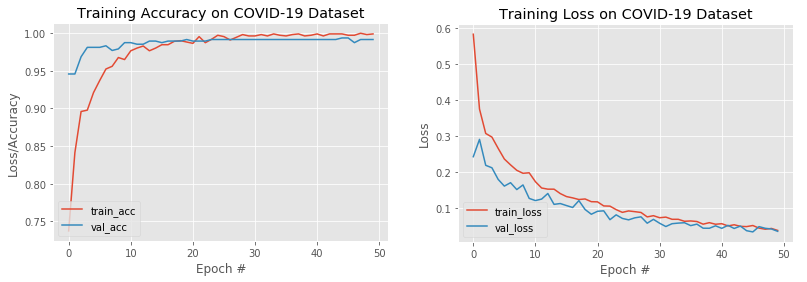 Training Accuracy on COVID-19 Dataset
1.00
0.95
0.90
0.85
0.80
0.75
Loss/Accuracy
train_acc
val_acc
0 10 20 30 40 50
Epoch #
Training Loss on COVID-19 Dataset
0.6
0.5
0.4
0.3
0.2
0.1
Loss
train_loss
val_loss
0 10 20 30 40 50
Epoch #